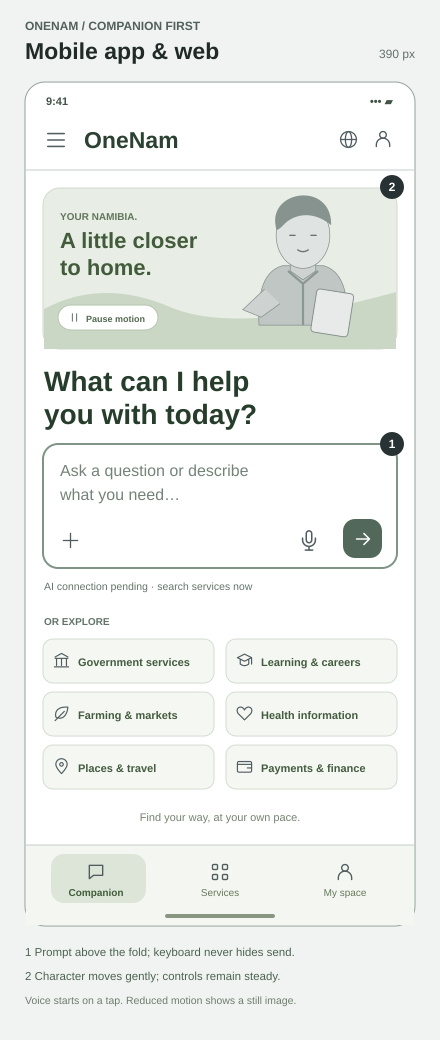 ONENAM / COMPANION FIRST
Mobile app & web
390 px
9:41
OneNam
2
YOUR NAMIBIA.
A little closer
to home.
Pause motion
What can I help
you with today?
1
Ask a question or describe
what you need…
AI connection pending · search services now
OR EXPLORE
Government services
Learning & careers
Farming & markets
Health information
Places & travel
Payments & finance
Find your way, at your own pace.
Companion
Services
My space
1 Prompt above the fold; keyboard never hides send.
2 Character moves gently; controls remain steady.
Voice starts on a tap. Reduced motion shows a still image.